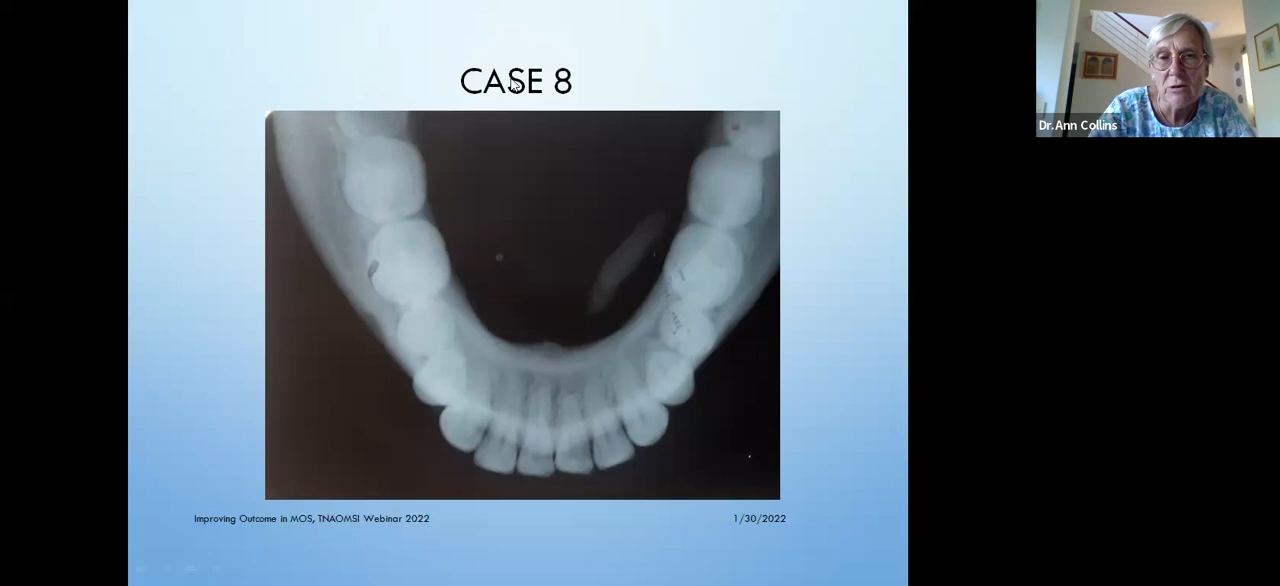 CASE 8
Dr.Ann Collins
Improving Outcome in MOS, TNAOMSI Webinar 2022
1/30/2022